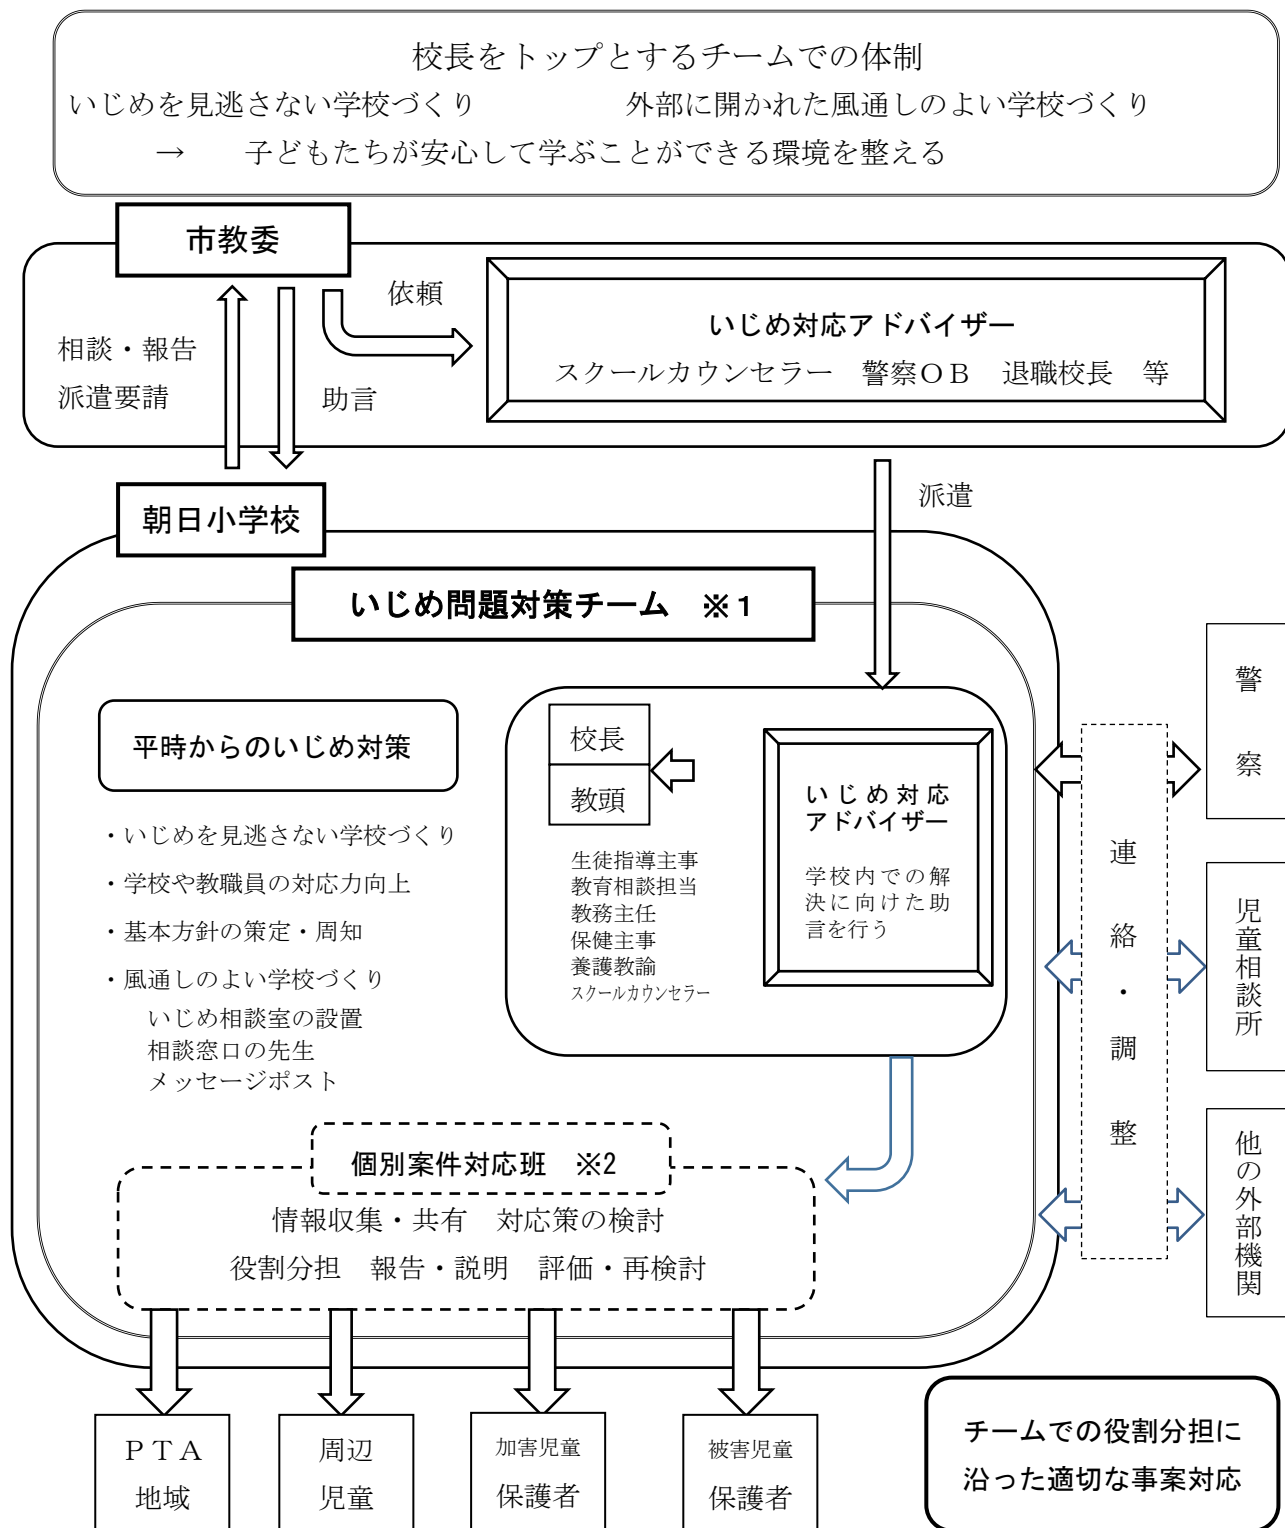 校長をトップとするチームでの体制
いじめを見逃さない学校づくり　　　外部に開かれた風通しのよい学校づくり
→　子どもたちが安心して学ぶことができる環境を整える
市教委
依頼
いじめ対応アドバイザー
スクールカウンセラー　警察ＯＢ　退職校長　等
相談・報告
派遣要請
助言
朝日小学校
派遣
いじめ問題対策チーム　※１
平時からのいじめ対策
・いじめを見逃さない学校づくり
・学校や教職員の対応力向上
・基本方針の策定・周知
・風通しのよい学校づくり
いじめ相談室の設置
相談窓口の先生
メッセージポスト
校長
教頭
生徒指導主事
教育相談担当
教務主任
保健主事
養護教諭
スクールカウンセラー
いじめ対応
アドバイザー
学校内での解
決に向けた助
言を行う
連絡・調整
警察
児童相談所
他の外部機関
個別案件対応班　※2
情報収集・共有　対応策の検討
役割分担　報告・説明　評価・再検討
ＰＴＡ
地域
周辺
児童
加害児童
保護者
被害児童
保護者
チームでの役割分担に
沿った適切な事案対応